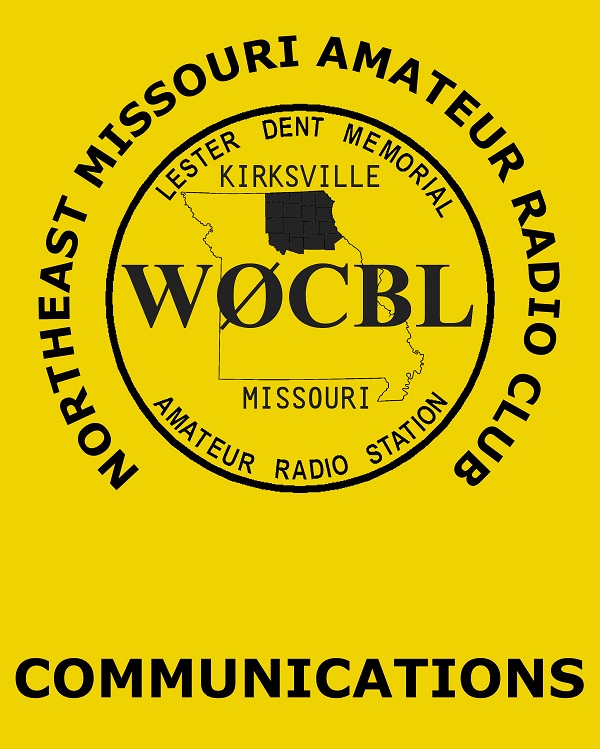 NORTHEAST MISSOURI AMATEUR RADIO CLUB
LESTER DENT MEMORIAL
KIRKSVILLE
WØCBL
MISSOURI
AMATEUR RADIO STATION
COMMUNICATIONS